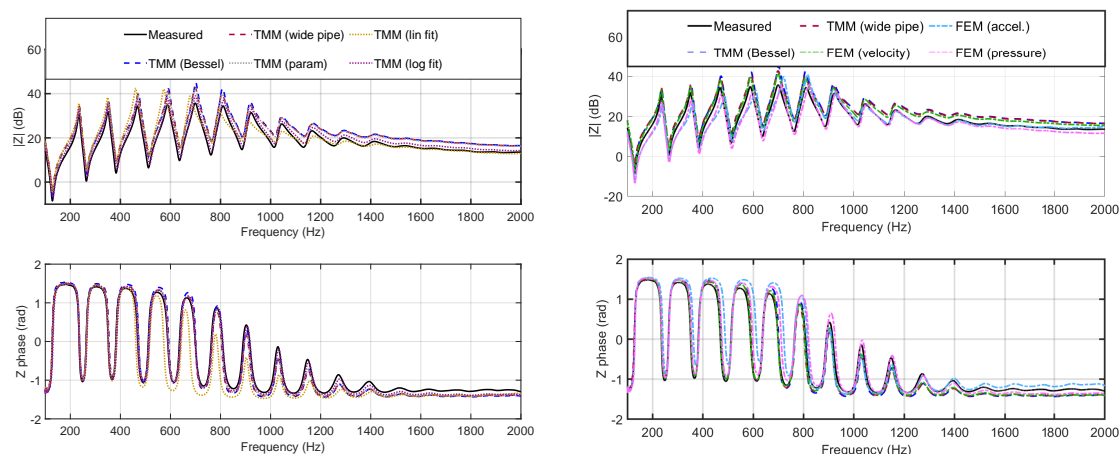 Measured TMM (wide pipe) TMM (lin fit)
TMM (Bessel) TMM (param) TMM (log fit)
60
40
20
0
|Z| (dB)
200 400 600 800 1000 1200 1400 1600 1800 2000
Frequency (Hz)
2
1
0
-1
-2
Z phase (rad)
200 400 600 800 1000 1200 1400 1600 1800 2000
Frequency (Hz)
Measured TMM (wide pipe) FEM (accel.)
TMM (Bessel) FEM (velocity) FEM (pressure)
60
40
20
0
-20
|Z| (dB)
200 400 600 800 1000 1200 1400 1600 1800 2000
Frequency (Hz)
2
1
0
-1
-2
Z phase (rad)
200 400 600 800 1000 1200 1400 1600 1800 2000
Frequency (Hz)